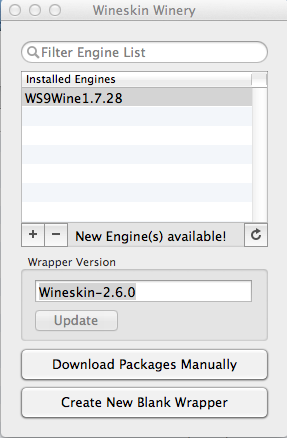 Wineskin Winery
Filter Engine List
Installed Engines
WS9Wine1.7.28
+ - New Engine(s) available!
Wrapper Version
Wineskin-2.6.0
Update
Download Packages Manually
Create New Blank Wrapper